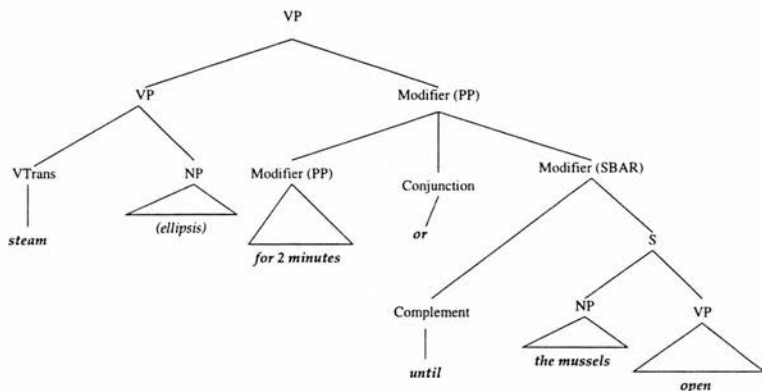 VP
VP Modifier (PP)
VTrans NP Modifier (PP) Conjunction Modifier (SBAR)
steam (ellipsis) for 2 minutes or S
Complement NP VP
until the mussels open